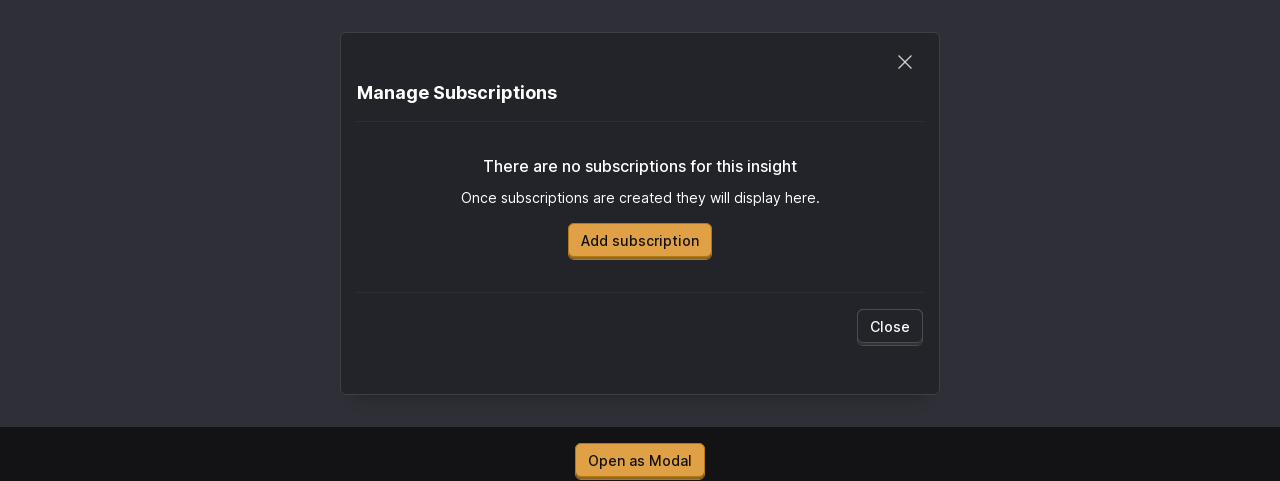 Manage Subscriptions
There are no subscriptions for this insight
Once subscriptions are created they will display here.
Add subscription
Close
Open as Modal